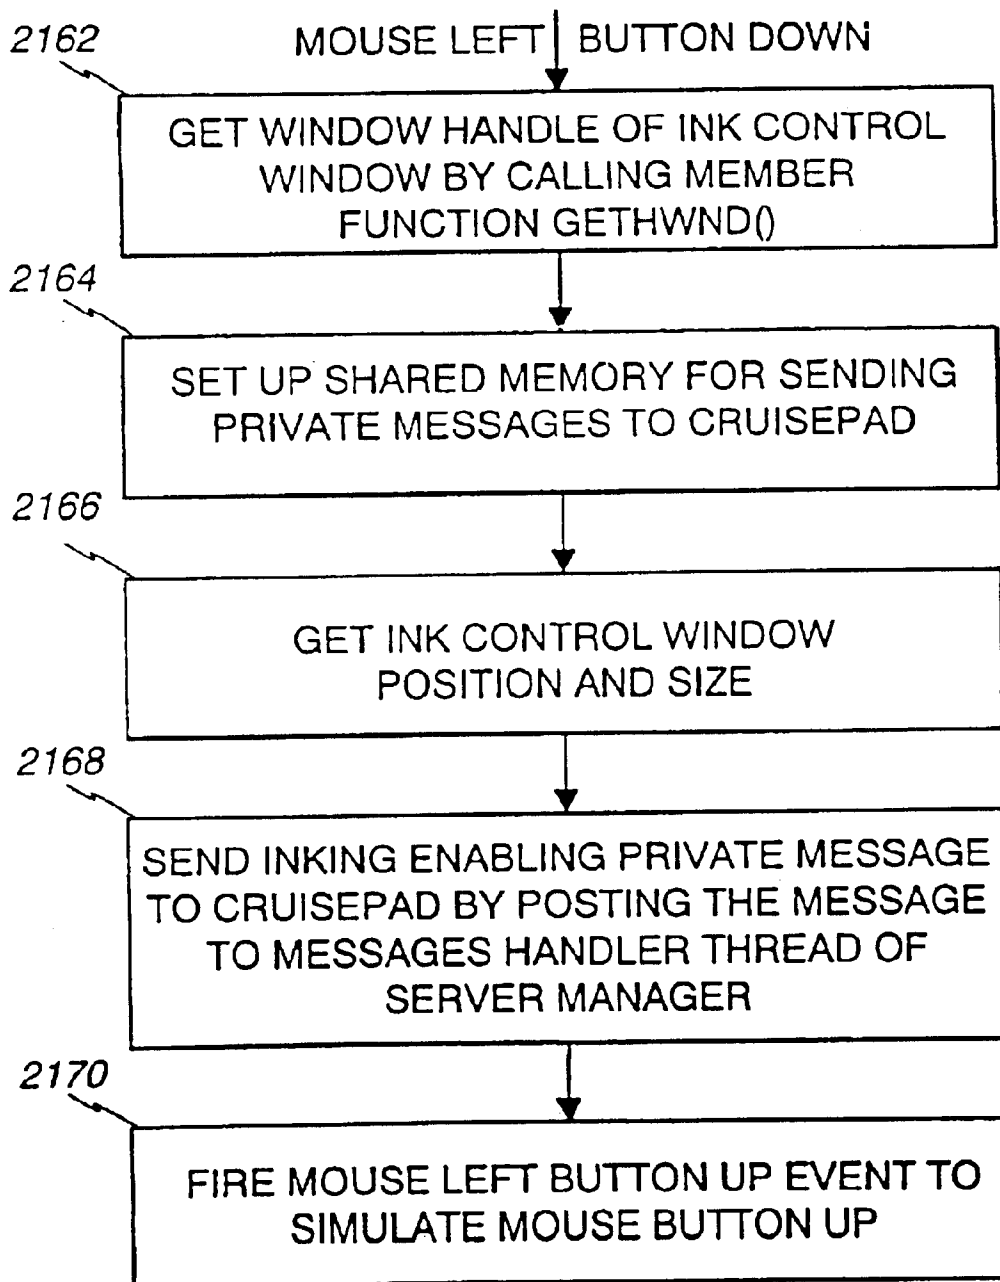 2162
MOUSE LEFT BUTTON DOWN
GET WINDOW HANDLE OF INK CONTROL
WINDOW BY CALLING MEMBER
FUNCTION GETHWND()
2164
SET UP SHARED MEMORY FOR SENDING
PRIVATE MESSAGES TO CRUISEPAD
2166
GET INK CONTROL WINDOW
POSITION AND SIZE
2168
SEND INKING ENABLING PRIVATE MESSAGE
TO CRUISEPAD BY POSTING THE MESSAGE
TO MESSAGES HANDLER THREAD OF
SERVER MANAGER
2170
FIRE MOUSE LEFT BUTTON UP EVENT TO
SIMULATE MOUSE BUTTON UP